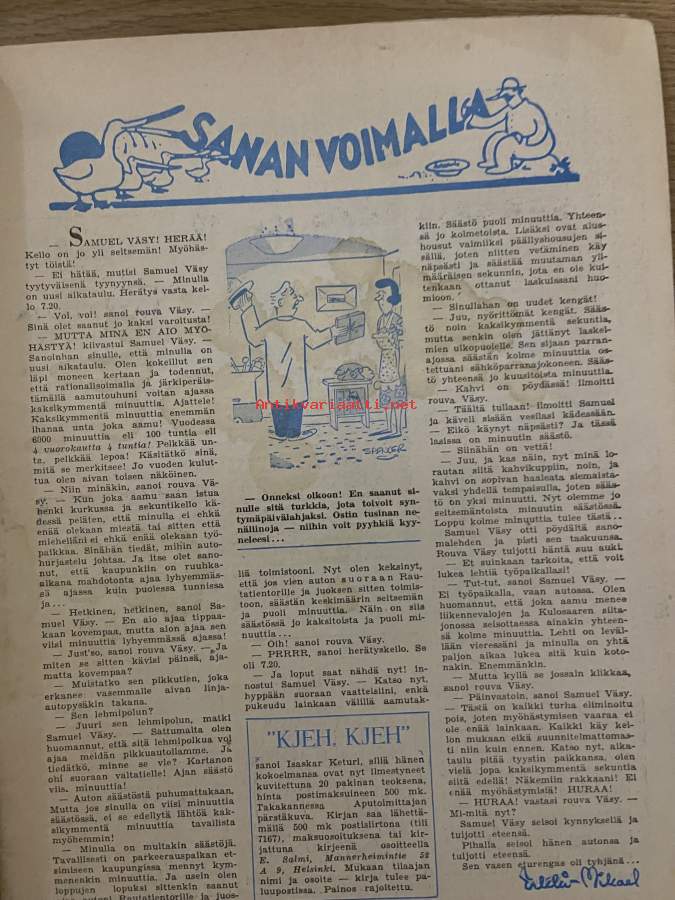 SANAN VOIMALLA
— SAMUEL VÄSY! HERÄÄ!
Kello on jo yli seitsemän! Myöhäs-
tyt töistä!
— Ei hätää, mutisi Samuel Väsy
tyytyväisenä tyynyynsä. — Minulla
on uusi aikataulu. Herätys vasta kel-
lo 7.20.
— Voi, voi! sanoi rouva Väsy. —
Sinä olet saanut jo kaksi varoitusta!
— MUTTA MINÄ EN AIO MYÖ-
HÄSTYÄ! kiivastui Samuel Väsy. —
Sanoinhan sinulle, että minulla on
uusi aikataulu. Olen kokeillut sen
läpi moneen kertaan ja todennut,
että rationalisoimalla ja järkiperäis-
tämällä aamutouhuni voitan ajassa
kaksikymmentä minuuttia. Ajattele!
Kaksikymmentä minuuttia enemmän
ihanaa unta joka aamu! Vuodessa
6000 minuuttia eli 100 tuntia eli
4 vuorokautta 4 tuntia! Pelkkää un-
ta, pelkkää lepoa! Käsitätkö sinä,
mitä se merkitsee! Jo vuoden kulut-
tua olen aivan toisen näköinen.
— Niin minäkin, sanoi rouva Vä-
sy. — Kun joka aamu saan istua
henki kurkussa ja sekuntikello kä-
dessä peläten, että minulla ei ehkä
enää olekaan miestä tai sitten että
miehelläni ei ehkä enää olekaan työ-
paikkaa. Sinähän tiedät, mihin auto-
hurjastelu johtaa. Ja itse olet sano-
nut, että kaupunkiin on ruuhka-
aikana mahdotonta ajaa lyhyemmäs-
sä ajassa kuin puolessa tunnissa
ja ...
— Hetkinen, hetkinen, sanoi Sa-
muel Väsy. — En aio ajaa tippaa-
kaan kovempaa, mutta aion ajaa sen
viisi minuuttia lyhyemmässä ajassa!
— Just'so, sanoi rouva Väsy. — Ja
miten se sitten kävisi päinsä, aja-
matta kovempaa?
— Muistatko sen pikkutien, joka
erkanee vasemmalle aivan linja-
autopysäkin takana.
— Sen lehmipolun?
— Juuri sen lehmipolun, matki
Samuel Väsy. — Sattumalta olen
huomannut, että sitä lehmipolkua voi
ajaa meidän pikkuautollamme. Ja
tiedätkö, minne se vie? Kartanon
ohi suoraan valtatielle! Ajan säästö
viisi minuuttia!
— Auton säästöstä puhumattakaan.
Mutta jos sinulla on viisi minuuttia
säästössä, ei se edellytä lähtöä kak-
sikymmentä minuuttia tavallista
myöhemmin!
— Minulla on multakin säästöjä.
Tavallisesti on parkeerauspaikan et-
simiseen kaupungissa mennyt kym-
menenkin minuuttia. Ja usein olen
loppujen lopuksi sittenkin saanut
SPENCER
— Onneksi olkoon! En saanut si-
nulle sitä turkkia, jota toivoit syn-
tymäpäivälahjaksi. Ostin tusinan ne-
näliinoja — niihin voit pyyhkiä kyy-
neleesi ...
liä toimistooni. Nyt olen keksinyt,
että jos vien auton suoraan Rau-
tatientorille ja juoksen sitten toimis-
toon, säästän keskimäärin seitsemän
ja puoli minuuttia. Näin on siis
säästössä jo kaksitoista ja puoli mi-
nuuttia ...
— Oih! sanoi rouva Väsy.
— PRRRR, sanoi herätyskello. Se
oli 7.20.
— Ja loput saat nähdä nyt! in-
nostui Samuel Väsy. — Katso nyt,
hyppään suoraan vaatteisiini, enkä
pukeudu lainkaan välillä aamutak-
"KJEH, KJEH"
sanoi Isaskar Keturi, sillä hänen
kokoelmansa ovat nyt ilmestyneet
kuvitettuna 20 pakinan teoksena,
hinta postimaksuineen 500 mk.
Takakannessa Aputoimittajan
pärstäkuva. Kirjan saa lähettä-
mällä 500 mk postisiirtona (tili
7167), maksuosoituksena tai kir-
jattuna kirjeenä osoitteella
E. Salmi, Mannerheimintie 52
A 9, Helsinki. Mukaan tilaajan
nimi ja osoite — kirja tulee pa-
luupostissa. Painos rajoitettu.
kiin. Säästö puoli minuuttia. Yhteen-
sä jo kolmetoista. Lisäksi ovat alus-
housut valmiiksi päällyshousujen si-
sällä, joten niitten vetäminen käy
näpsästi ja säästää muutaman yli-
määräisen sekunnin, jota en ole kui-
tenkaan ottanut laskuissani huo-
mioon.
— Sinullahan on uudet kengät!
— Juu, nyörittömät kengät. Sääs-
tö noin kaksikymmentä sekuntia,
mutta senkin olen jättänyt laskel-
mien ulkopuolelle. Sen sijaan parran-
ajossa säästän kolme minuuttia os-
tettuani sähköparranajokoneen. Sääs-
tö yhteensä jo kuusitoista minuuttia.
— Kahvi on pöydässä! ilmoitti
rouva Väsy.
— Täältä tullaan! ilmoitti Samuel
ja käveli sisään vesilasi kädessään.
— Eikö käynyt näpsästi? Ja tässä
lasissa on minuutin säästö.
— Siinähän on vettä!
— Juu, ja kas näin, nyt minä lo-
rautan siitä kahvikuppiin, noin, ja
kahvi on sopivan haaleata siemaista-
vaksi yhdellä tempaisulla, joten sääs-
tö on yksi minuutti. Nyt olemme jo
seitsemäntoista minuutin säästössä.
Loppu kolme minuuttia tulee tästä ..
Samuel Väsy otti pöydältä sano-
malehden ja pisti sen taskuunsa.
Rouva Väsy tuijotti häntä suu auki.
— Et suinkaan tarkoita, että voit
lukea lehtiä työpaikallasi!
— Tut-tut, sanoi Samuel Väsy. —
Ei työpaikalla, vaan autossa. Olen
huomannut, että joka aamu menee
liikennevalojen ja Kulosaaren silta-
jonossa seisottaessa ainakin yhteen-
sä kolme minuuttia. Lehti on leväl-
lään vieressäni ja minulla on yhtä
paljon aikaa lukea sitä kuin koto-
nakin. Enemmänkin.
— Mutta kyllä se jossain klikkaa,
sanoi rouva Väsy.
— Päinvastoin, sanoi Samuel Väsy.
— Tästä on kaikki turha eliminoitu
pois, joten myöhästymisen vaaraa ei
ole enää lainkaan. Kaikki käy kel-
lon mukaan eikä suunnitelmattomas-
ti niin kuin ennen. Katso nyt, aika-
taulu pitää tyystin paikkansa, olen
vielä jopa kaksikymmentä sekuntia
siitä edellä! Näkemiin rakkaani! Ei
enää myöhästymisiä! HURAA!
— HURAA! vastasi rouva Väsy. —
Mi-mitä nyt?
Samuel Väsy seisoi kynnyksellä ja
tuijotti eteensä.
Pihalla seisoi hänen autonsa ja
tuijotti eteensä.
Sen vasen eturengas oli tyhjänä ...
Antikvariaatti.net